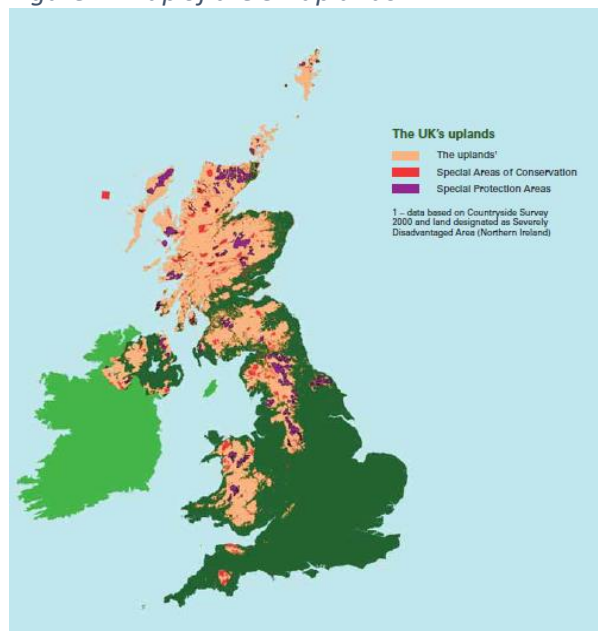 The UK's uplands
The uplands¹
Special Areas of Conservation
Special Protection Areas
1 – data based on Countryside Survey
2000 and land designated as Severely
Disadvantaged Area (Northern Ireland)